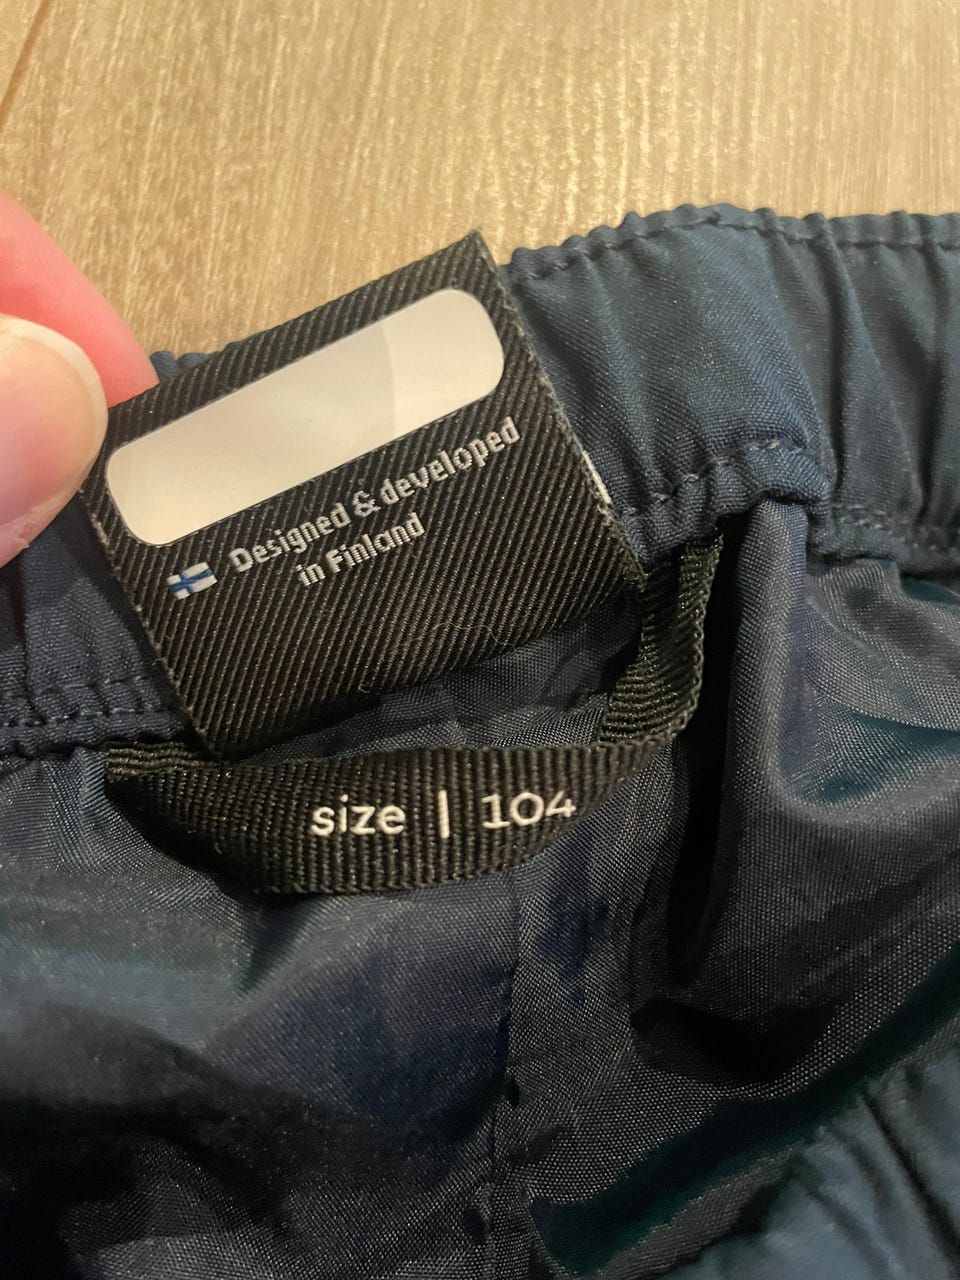 Designed & developed
in Finland
size | 104